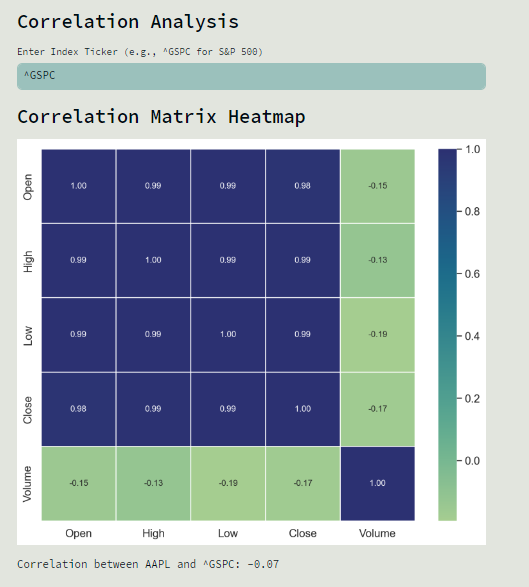 Correlation Analysis
Enter Index Ticker (e.g., ^GSPC for S&P 500)
^GSPC
Correlation Matrix Heatmap
Open 1.00 0.99 0.99 0.98 -0.15
High 0.99 1.00 0.99 0.99 -0.13
Low 0.99 0.99 1.00 0.99 -0.19
Close 0.98 0.99 0.99 1.00 -0.17
Volume -0.15 -0.13 -0.19 -0.17 1.00
Open High Low Close Volume
1.0
0.8
0.6
0.4
0.2
0.0
Correlation between AAPL and ^GSPC: -0.07